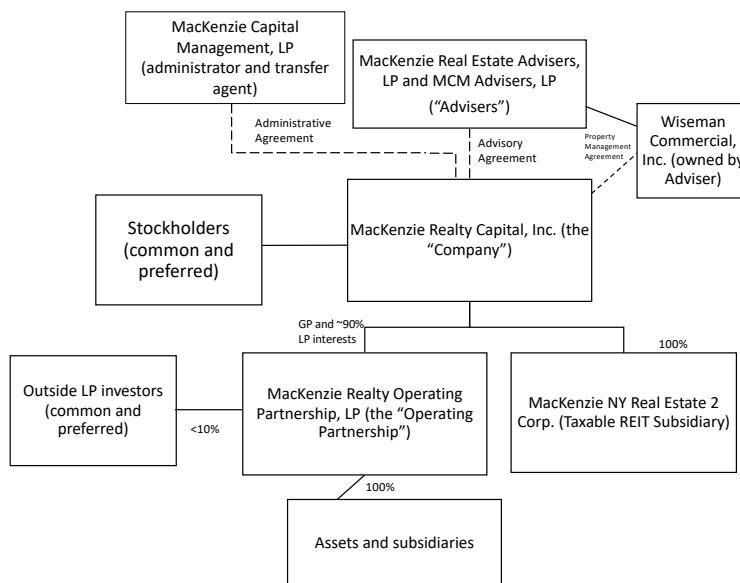 MacKenzie Capital
Management, LP
(administrator and transfer
agent)
MacKenzie Real Estate Advisers,
LP and MCM Advisers, LP
(“Advisers”)
Administrative
Agreement
Advisory
Agreement
Property
Management
Agreement
Wiseman
Commercial,
Inc. (owned by
Adviser)
Stockholders
(common and
preferred)
MacKenzie Realty Capital, Inc. (the
“Company”)
GP and ~90%
LP interests
100%
Outside LP investors
(common and
preferred)
<10%
MacKenzie Realty Operating
Partnership, LP (the “Operating
Partnership”)
MacKenzie NY Real Estate 2
Corp. (Taxable REIT Subsidiary)
100%
Assets and subsidiaries